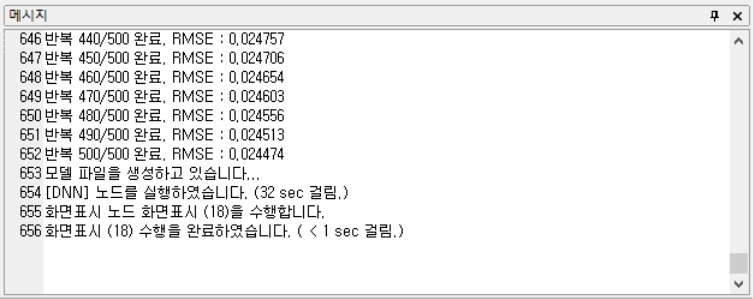 메시지
646 반복 440/500 완료, RMSE : 0,024757
647 반복 450/500 완료, RMSE : 0,024706
648 반복 460/500 완료, RMSE : 0,024654
649 반복 470/500 완료, RMSE : 0,024603
650 반복 480/500 완료, RMSE : 0,024556
651 반복 490/500 완료, RMSE : 0,024513
652 반복 500/500 완료, RMSE : 0,024474
653 모델 파일을 생성하고 있습니다...
654 [DNN] 노드를 실행하였습니다. (32 sec 걸림.)
655 화면표시 노드 화면표시 (18)을 수행합니다.
656 화면표시 (18) 수행을 완료하였습니다. ( < 1 sec 걸림.)